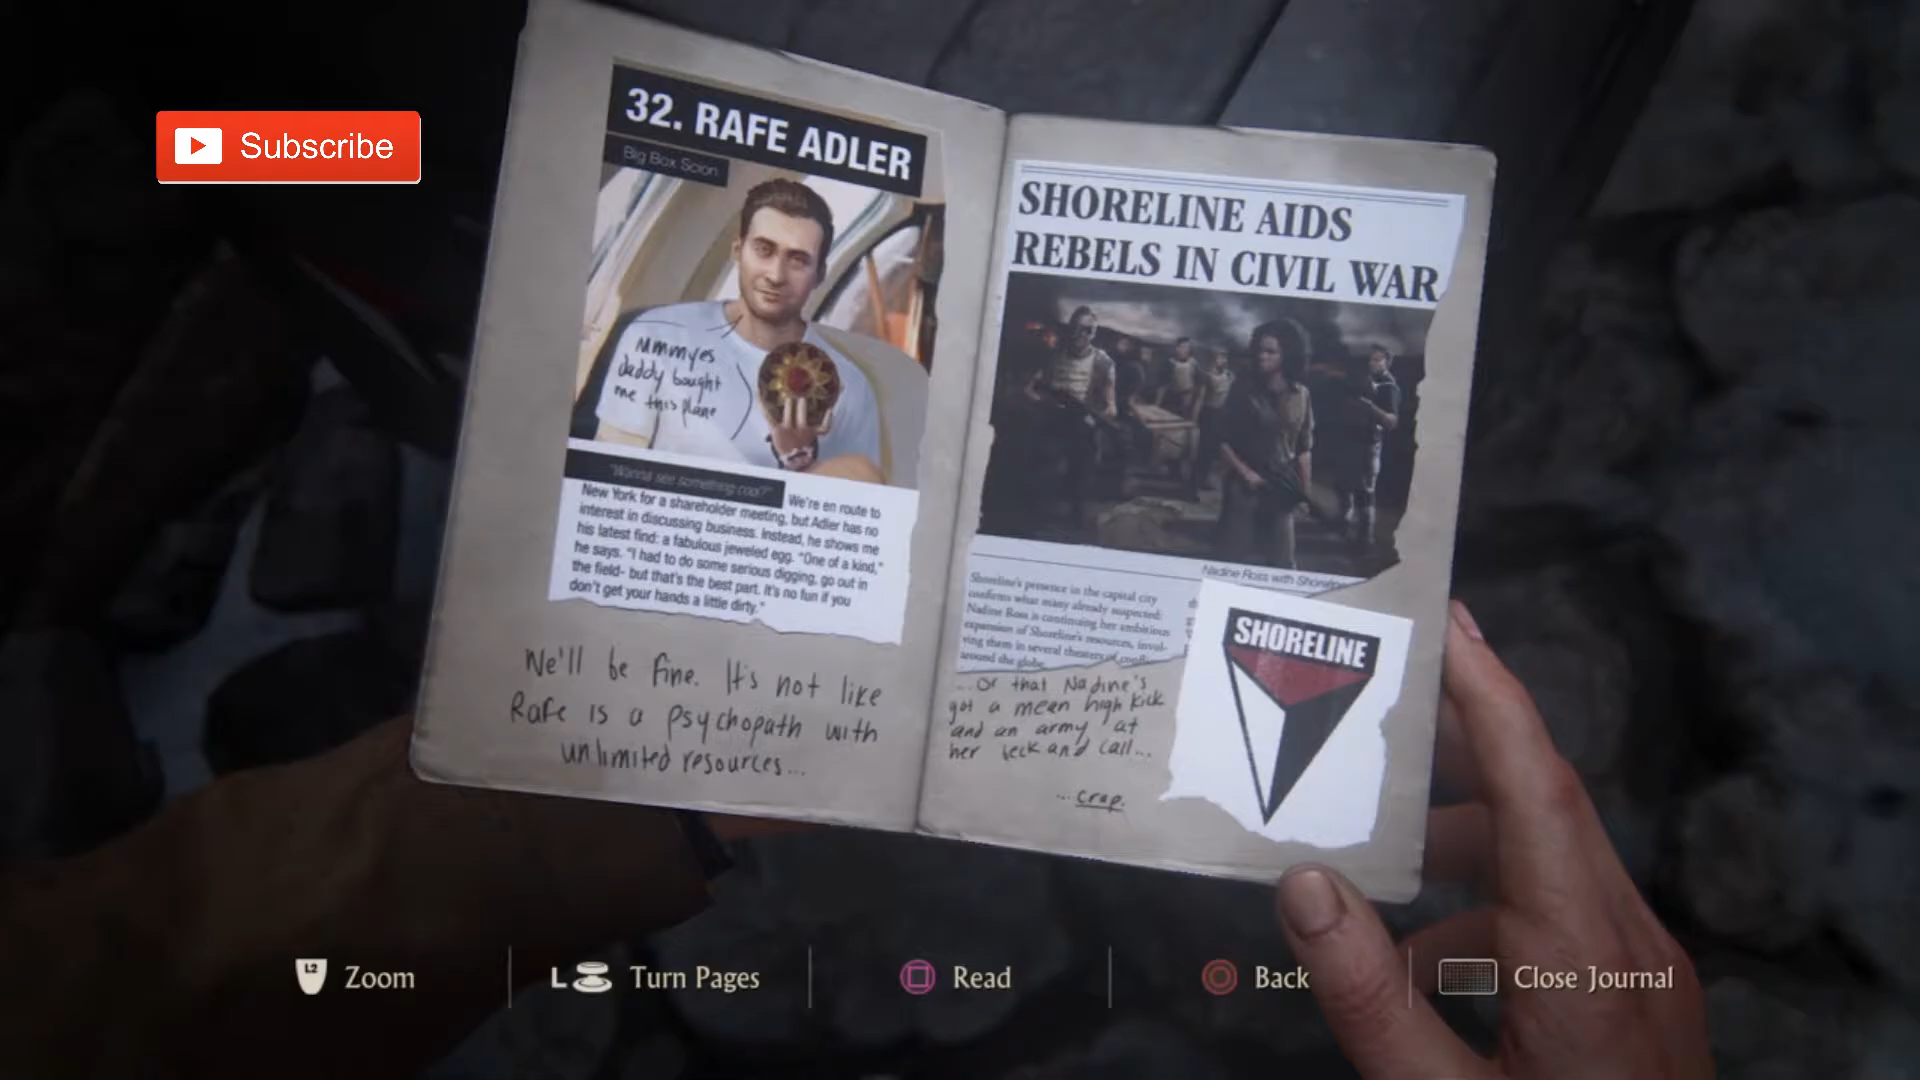 Subscribe
32. RAFE ADLER
Big Box Scion
mmmyes
daddy bought
me this plane
"Wanna see something cool?" We're en route to
New York for a shareholder meeting, but Adler has no
interest in discussing business. Instead, he shows me
his latest find: a fabulous jeweled egg. "One of a kind,"
he says. "I had to do some serious digging, go out in
the field- but that's the best part. It's no fun if you
don't get your hands a little dirty."
We'll be fine. It's not like
Rafe is a psychopath with
unlimited resources...
SHORELINE AIDS
REBELS IN CIVIL WAR
Nadine Ross with Shoreline
Shoreline's presence in the capital city
confirms what many already suspected:
Nadine Ross is continuing her ambitious
expansion of Shoreline's resources, invol-
ving them in several theaters of
around the globe.
...Or that Nadine's
got a mean high kick
and an army at
her beck and call...
...crap.
SHORELINE
L2 Zoom
L Turn Pages
Read
Back
Close Journal